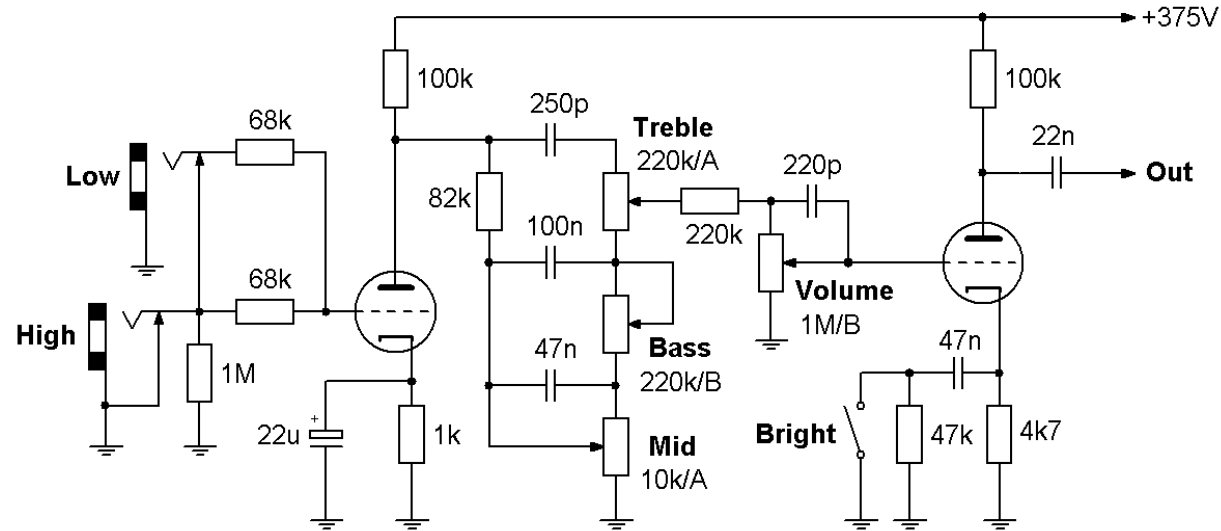 +375V
100k
100k
250p
Treble
220k/A
68k
22n
Low
220p
Out
82k
100n
220k
68k
Volume
1M/B
High
47n
Bass
220k/B
47n
1M
+
22u
1k
Mid
10k/A
Bright
47k
4k7